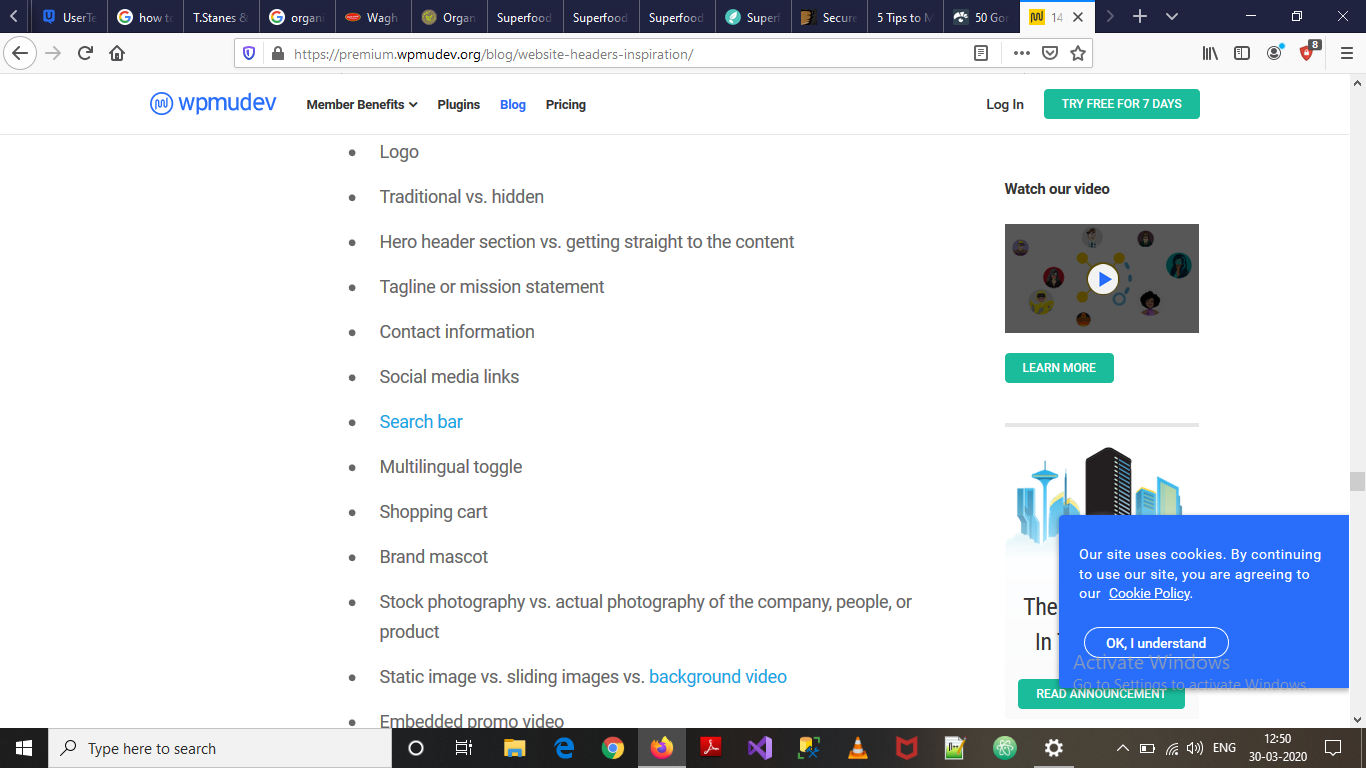 UserTe
how to
T.Stanes &
organi
Wagh
Organ
Superfood
Superfood
Superfood
Superf
Secure
5 Tips to M
50 Gor
14
https://premium.wpmudev.org/blog/website-headers-inspiration/
8
wpmudev
Member Benefits
Plugins
Blog
Pricing
Log In
TRY FREE FOR 7 DAYS
Logo
Traditional vs. hidden
Hero header section vs. getting straight to the content
Tagline or mission statement
Contact information
Social media links
Search bar
Multilingual toggle
Shopping cart
Brand mascot
Stock photography vs. actual photography of the company, people, or
product
Static image vs. sliding images vs. background video
Embedded promo video
Watch our video
LEARN MORE
The
In
READ ANNOUNCEMENT
Our site uses cookies. By continuing
to use our site, you are agreeing to
our Cookie Policy.
OK, I understand
Activate Windows
Go to Settings to activate Windows.
Type here to search
ENG
12:50
30-03-2020